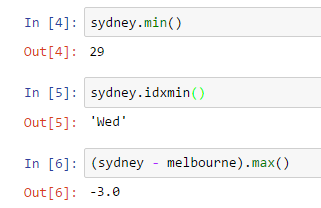 In [4]: sydney.min()
Out[4]: 29
In [5]: sydney.idxmin()
Out[5]: 'Wed'
In [6]: (sydney - melbourne).max()
Out[6]: -3.0